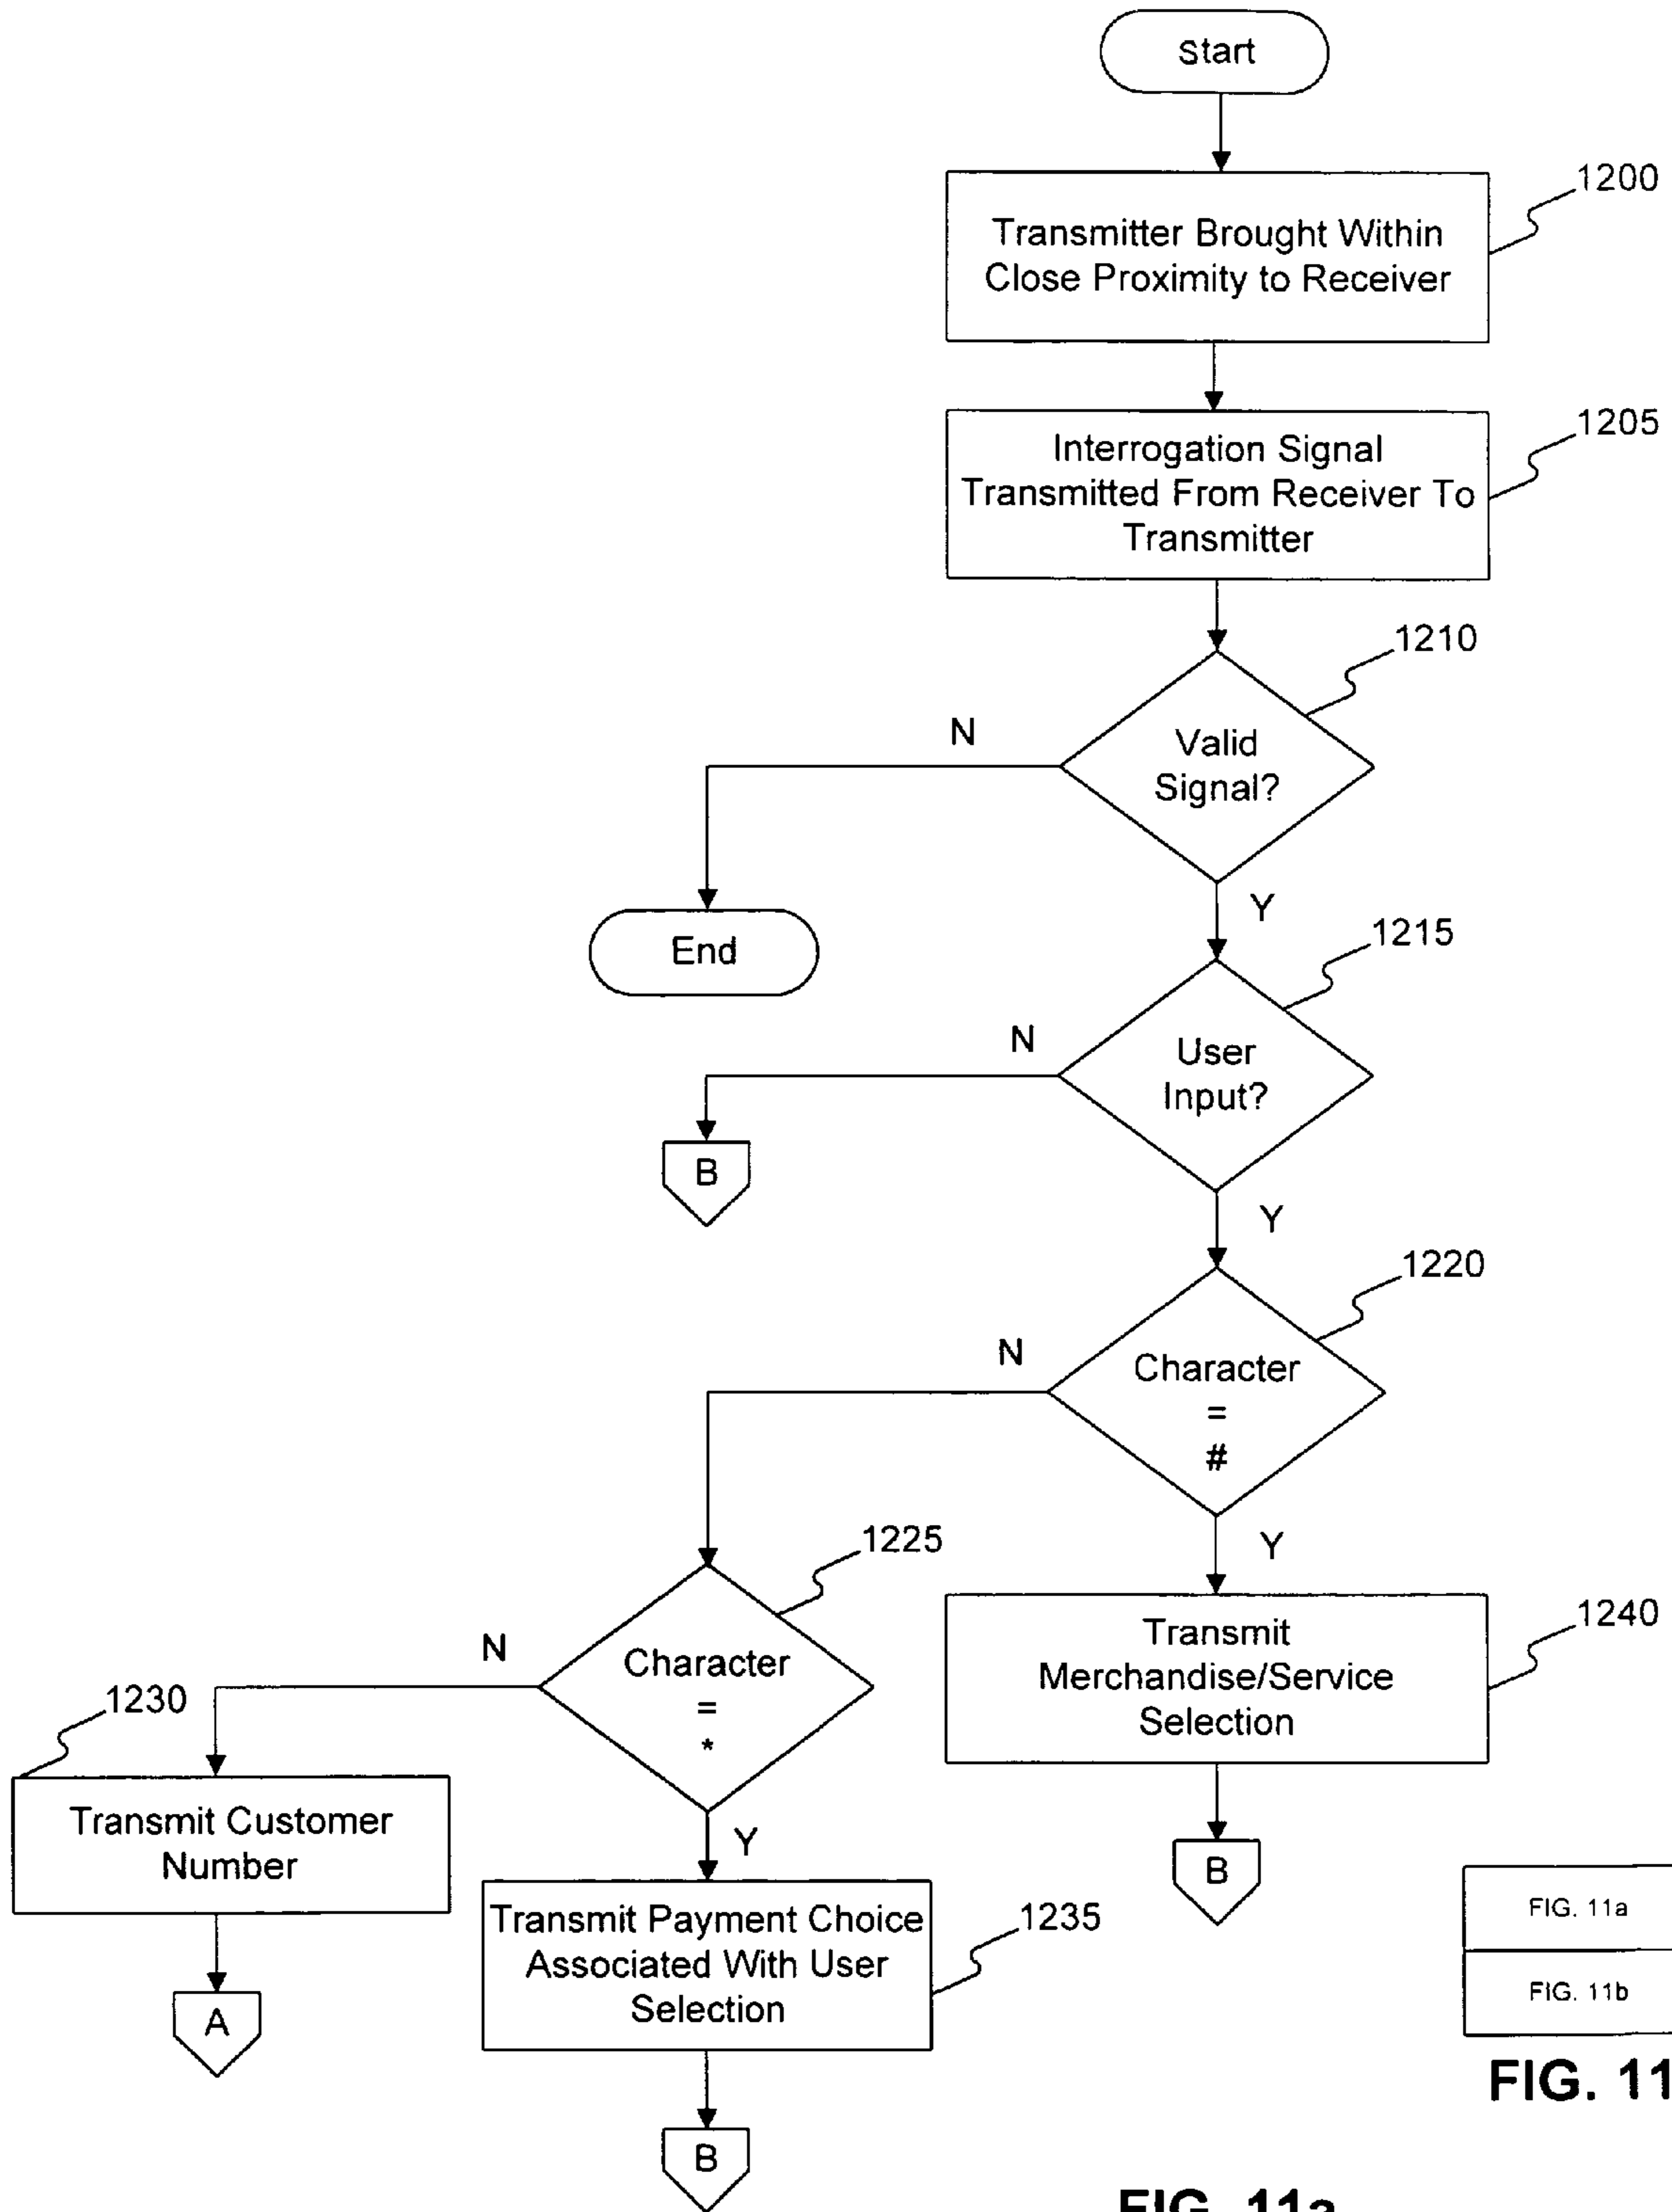 Start
1200
Transmitter Brought Within
Close Proximity to Receiver
1205
Interrogation Signal
Transmitted From Receiver To
Transmitter
1210
Valid
Signal?
N
Y
End
1215
User
Input?
N
B
Y
1220
Character
=
#
N
Y
1225
Character
=
*
N
Y
1240
Transmit
Merchandise/Service
Selection
B
1230
Transmit Customer
Number
A
1235
Transmit Payment Choice
Associated With User
Selection
B
FIG. 11a
FIG. 11b
FIG. 11
FIG. 11a